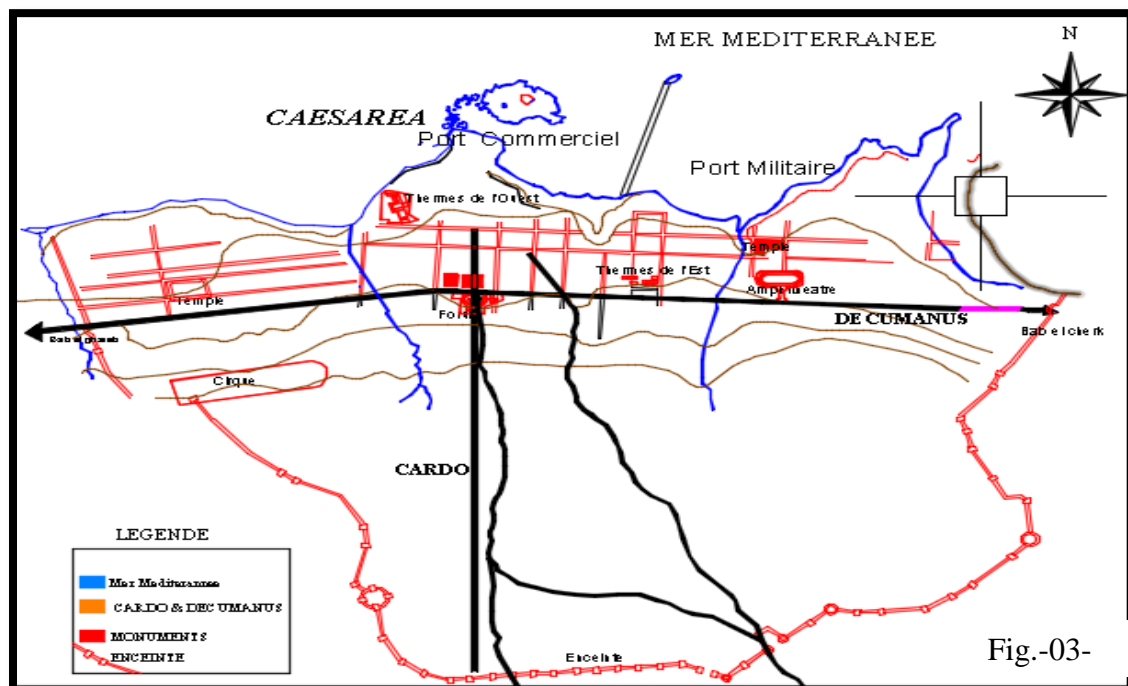 MER MEDITERRANEE
N
CAESAREA
Port Commerciel
Port Militaire
Thermes de l'Ouest
Temple
Thermes de l'Est
Amphitheatre
Temple
DE CUMANUS
Bab el cherk
Cirque
CARDO
LEGENDE
Mer Mediterranee
CARDO & DECUMANUS
MONUMENTS
ENCEINTE
Enceinte
Fig.-03-